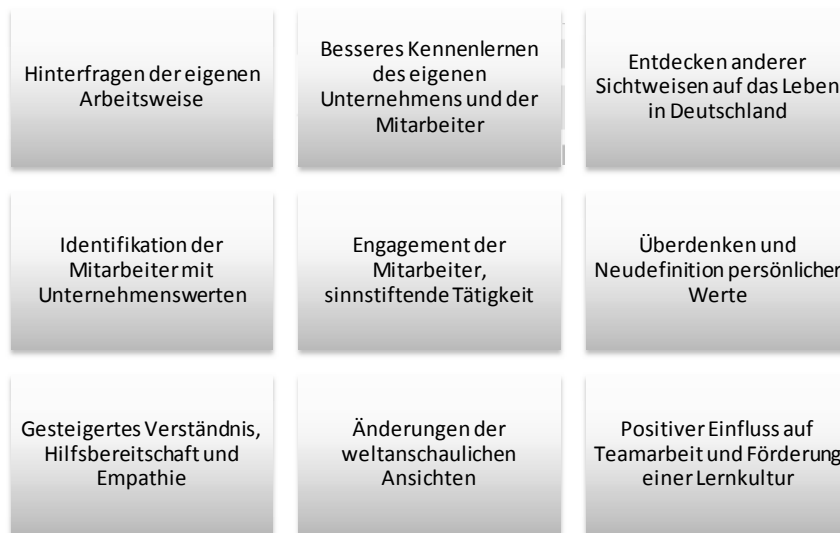 Hinterfragen der eigenen
Arbeitsweise
Besseres Kennenlernen
des eigenen
Unternehmens und der
Mitarbeiter
Entdecken anderer
Sichtweisen auf das Leben
in Deutschland
Identifikation der
Mitarbeiter mit
Unternehmenswerten
Engagement der
Mitarbeiter,
sinnstiftende Tätigkeit
Überdenken und
Neudefinition persönlicher
Werte
Gesteigertes Verständnis,
Hilfsbereitschaft und
Empathie
Änderungen der
weltanschaulichen
Ansichten
Positiver Einfluss auf
Teamarbeit und Förderung
einer Lernkultur